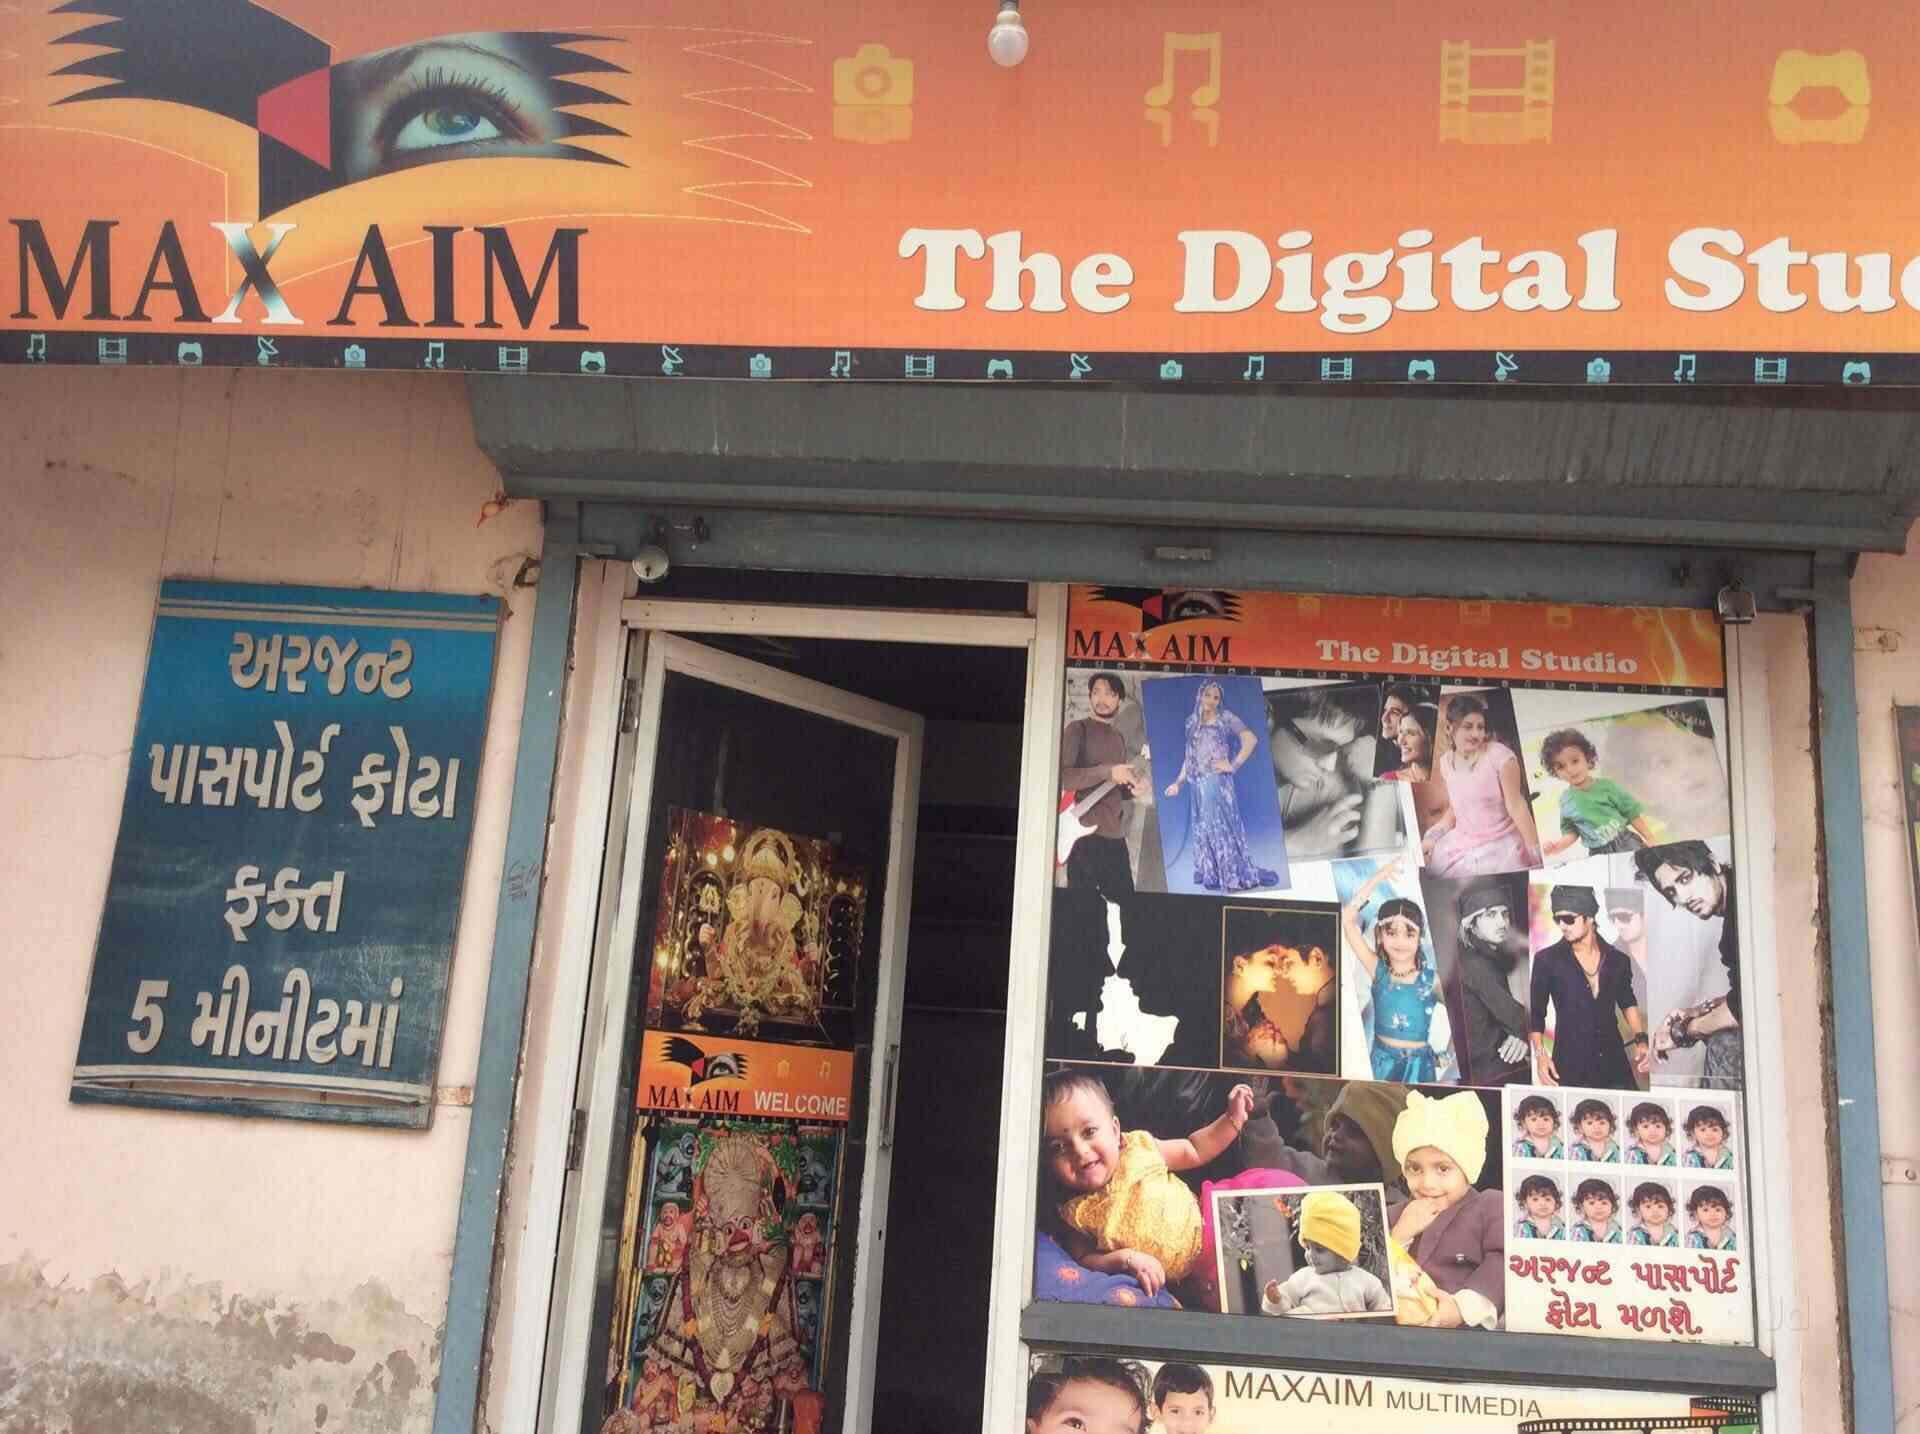 MAX AIM
The Digital Stu
અરજન્ટ
પાસપોર્ટ ફોટા
ફક્ત
5 મીનીટમાં
MAX AIM
The Digital Studio
MAX AIM WELCOME
અરજન્ટ પાસપોર્ટ
ફોટા મળશે.
MAXAIM MULTIMEDIA
Jd